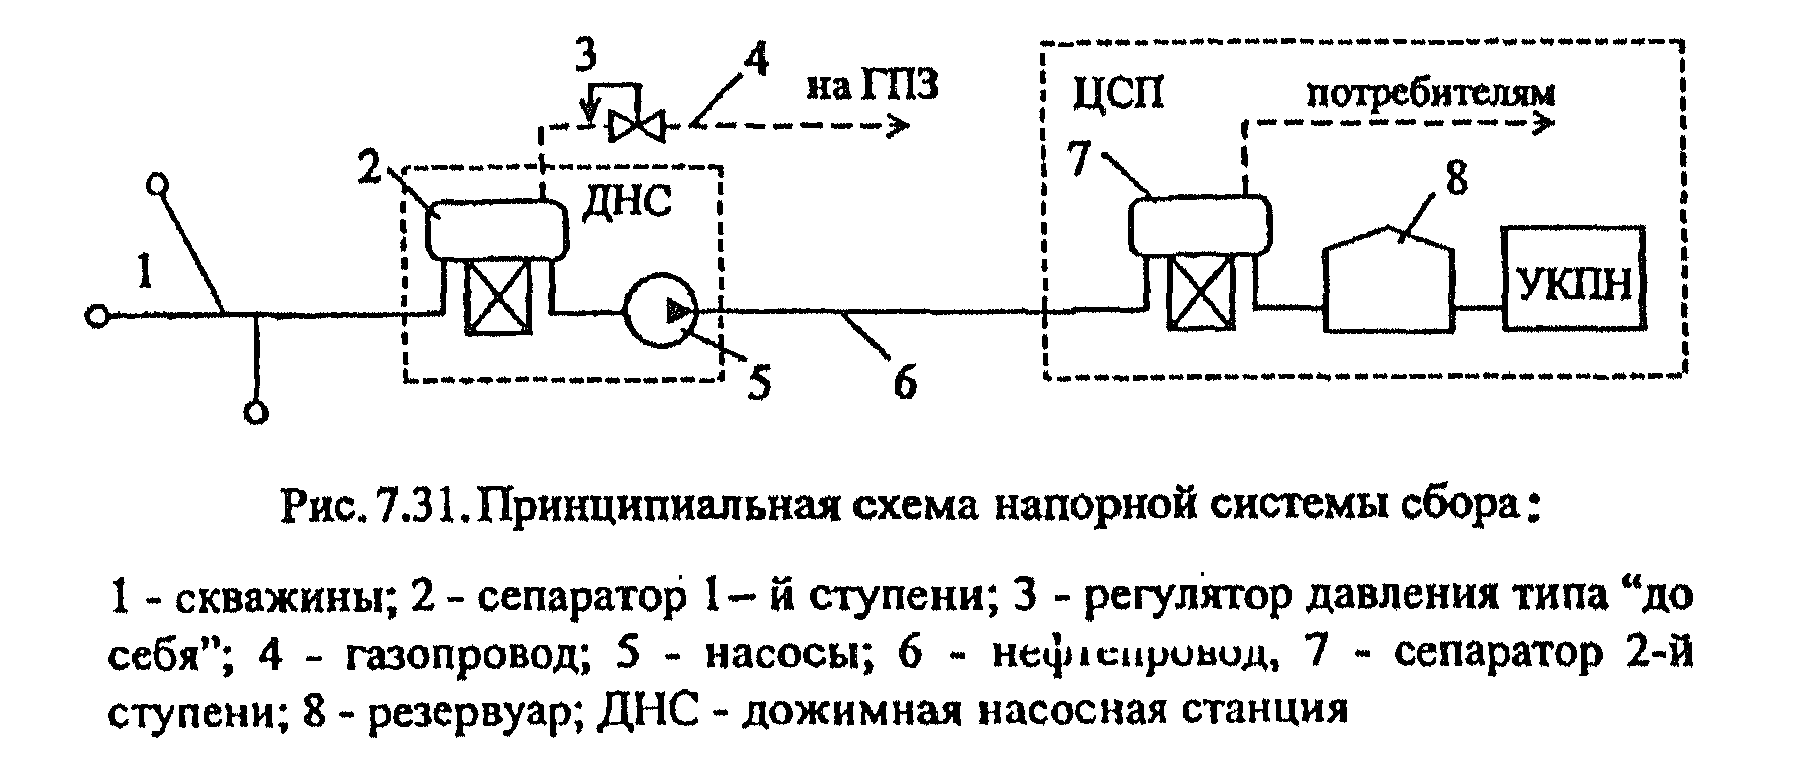 3
4
на ГПЗ
ЦСП
потребителям
2
ДНС
7
8
1
УКПН
5
6
Рис. 7.31. Принципиальная схема напорной системы сбора:
1 - скважины; 2 - сепаратор 1– й ступени; 3 - регулятор давления типа “до
себя”; 4 - газопровод; 5 - насосы; 6 - нефтепровод, 7 - сепаратор 2-й
ступени; 8 - резервуар; ДНС - дожимная насосная станция